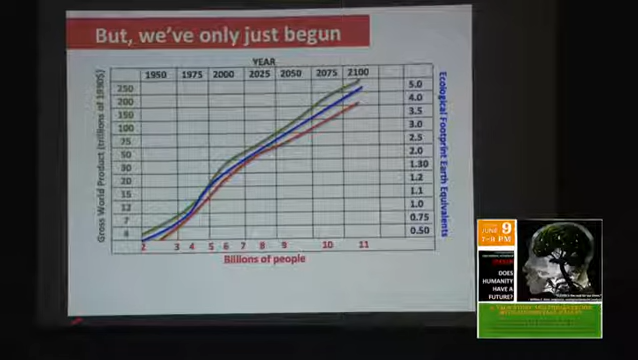 But, we've only just begun
YEAR
1950 1975 2000 2025 2050 2075 2100
Gross World Product (trillions of 1990$)
250
200
150
100
75
50
30
20
15
12
7
Ecological Footprint Earth Equivalents
5.0
4.0
3.5
3.0
2.5
2.0
1.30
1.2
1.1
1.0
0.75
0.50
2 3 4 5 6 7 8 9 10 11
Billions of people
JUNE 9
7-8 PM
DOES
HUMANITY
HAVE A
FUTURE?